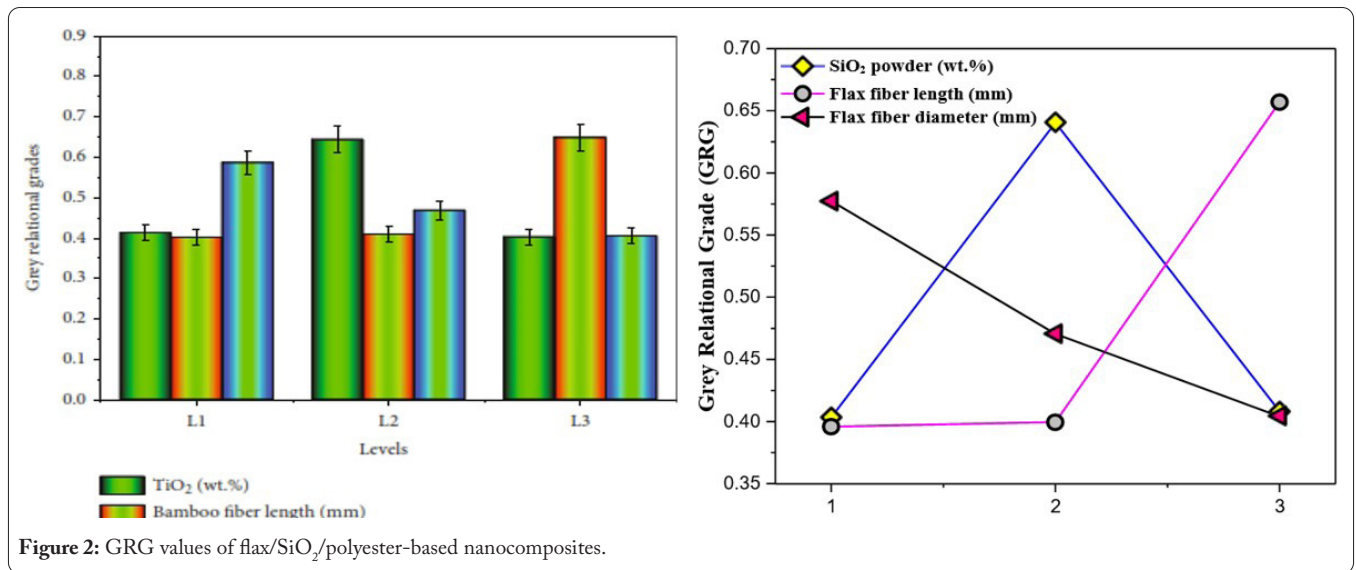 0.9
0.8
0.7
0.6
0.5
0.4
0.3
0.2
0.1
0.0
Grey relational grades
L1 L2 L3
Levels
TiO₂ (wt.%)
Bamboo fiber length (mm)
0.70
0.65
0.60
0.55
0.50
0.45
0.40
0.35
Grey Relational Grade (GRG)
SiO₂ powder (wt.%)
Flax fiber length (mm)
Flax fiber diameter (mm)
1 2 3
Figure 2: GRG values of flax/SiO₂/polyester-based nanocomposites.